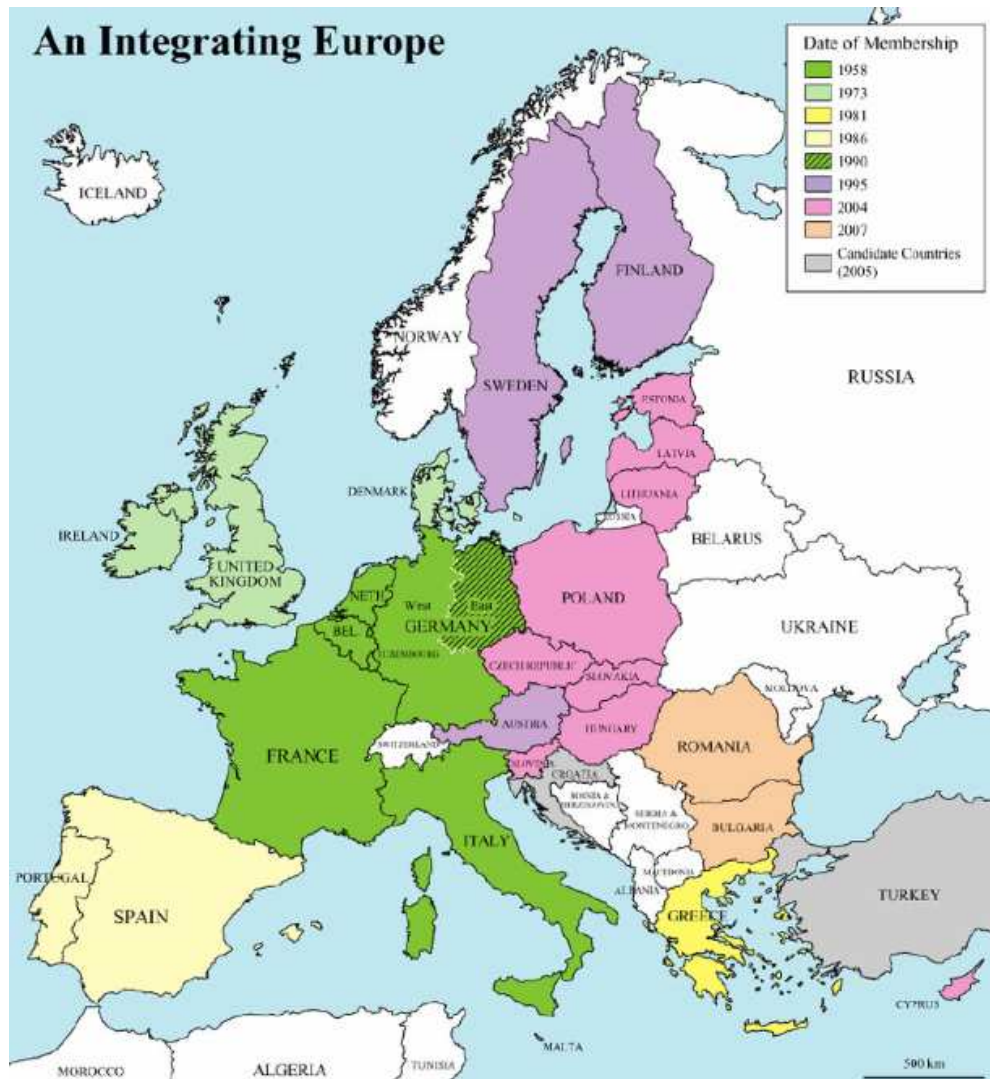 An Integrating Europe
Date of Membership
1958
1973
1981
1986
1990
1995
2004
2007
Candidate Countries
(2005)
ICELAND
FINLAND
NORWAY
SWEDEN
RUSSIA
ESTONIA
LATVIA
LITHUANIA
RUSSIA
DENMARK
IRELAND
UNITED
KINGDOM
BELARUS
NETH
West
East
GERMANY
POLAND
BEL.
LUXEMBOURG
UKRAINE
CZECH REPUBLIC
SLOVAKIA
MOLDOVA
AUSTRIA
HUNGARY
SWITZERLAND
FRANCE
ROMANIA
SLOVENIA
CROATIA
BOSNIA &
HERZEGOVINA
SERBIA &
MONTENEGRO
ITALY
BULGARIA
MACEDONIA
PORTUGAL
ALBANIA
SPAIN
GREECE
TURKEY
CYPRUS
MALTA
MOROCCO
ALGERIA
TUNISIA
500 km